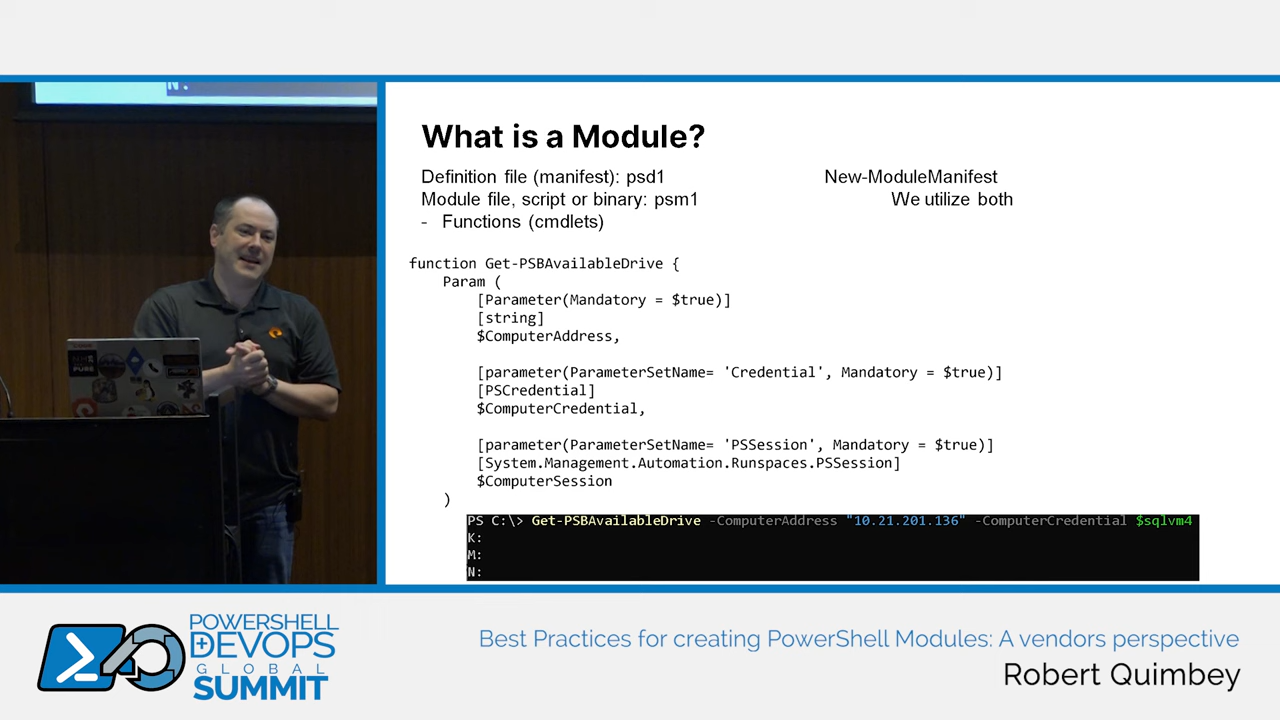 N:
What is a Module?
Definition file (manifest): psd1
New-ModuleManifest
Module file, script or binary: psm1
We utilize both
- Functions (cmdlets)
function Get-PSBAvailableDrive {
Param (
[Parameter(Mandatory = $true)]
[string]
$ComputerAddress,
[parameter(ParameterSetName= 'Credential', Mandatory = $true)]
[PSCredential]
$ComputerCredential,
[parameter(ParameterSetName= 'PSSession', Mandatory = $true)]
[System.Management.Automation.Runspaces.PSSession]
$ComputerSession
)
PS C:\> Get-PSBAvailableDrive -ComputerAddress "10.21.201.136" -ComputerCredential $sqlvm4
K:
M:
N:
POWERSHELL
DEVOPS
GLOBAL
SUMMIT
Best Practices for creating PowerShell Modules: A vendors perspective
Robert Quimbey